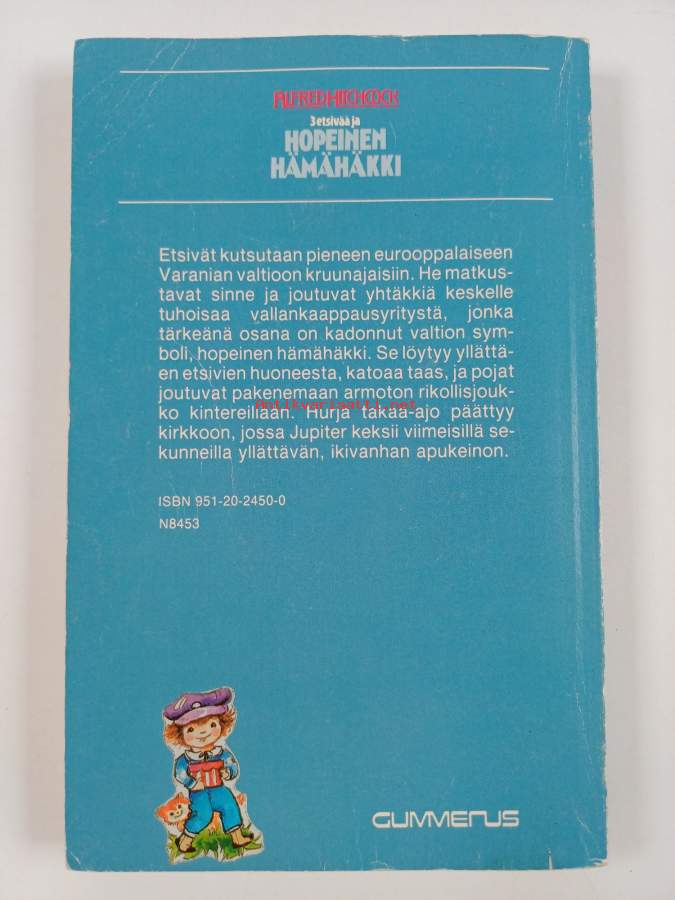 ALFRED HITCHCOCK
3 etsivää ja
HOPEINEN
HÄMÄHÄKKI
Etsivät kutsutaan pieneen eurooppalaiseen
Varanian valtioon kruunajaisiin. He matkus-
tavat sinne ja joutuvat yhtäkkiä keskelle
tuhoisaa vallankaappausyritystä, jonka
tärkeänä osana on kadonnut valtion sym-
boli, hopeinen hämähäkki. Se löytyy yllättä-
en etsivien huoneesta, katoaa taas, ja pojat
joutuvat pakenemaan armoton rikollisjouk-
ko kintereillään. Hurja takaa-ajo päättyy
kirkkoon, jossa Jupiter keksii viimeisillä se-
kunneilla yllättävän, ikivanhan apukeinon.
Antikvariaatti.net
ISBN 951-20-2450-0
N8453
GUMMERUS